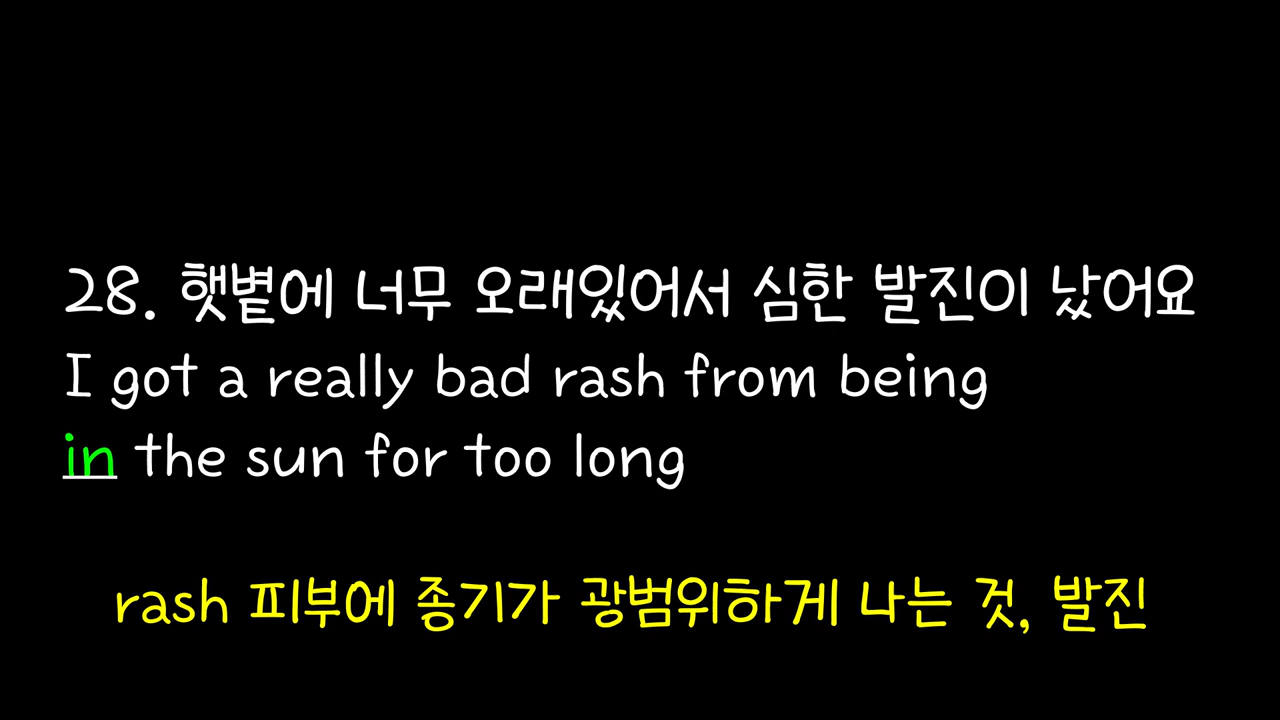 28. 햇볕에 너무 오래있어서 심한 발진이 났어요
I got a really bad rash from being
in the sun for too long
rash 피부에 종기가 광범위하게 나는 것, 발진